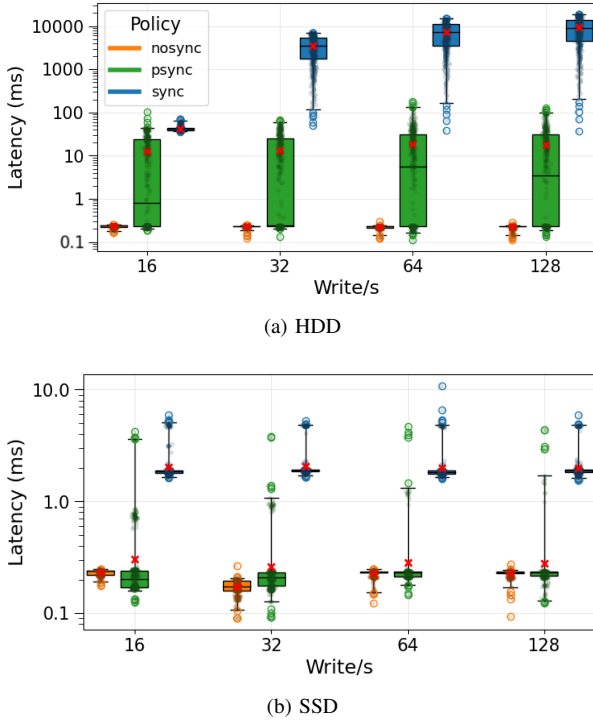 Policy
nosync
psync
sync
Latency (ms)
10000
1000
100
10
1
0.1
16
32
64
128
Write/s
(a) HDD
Latency (ms)
10.0
1.0
0.1
16
32
64
128
Write/s
(b) SSD